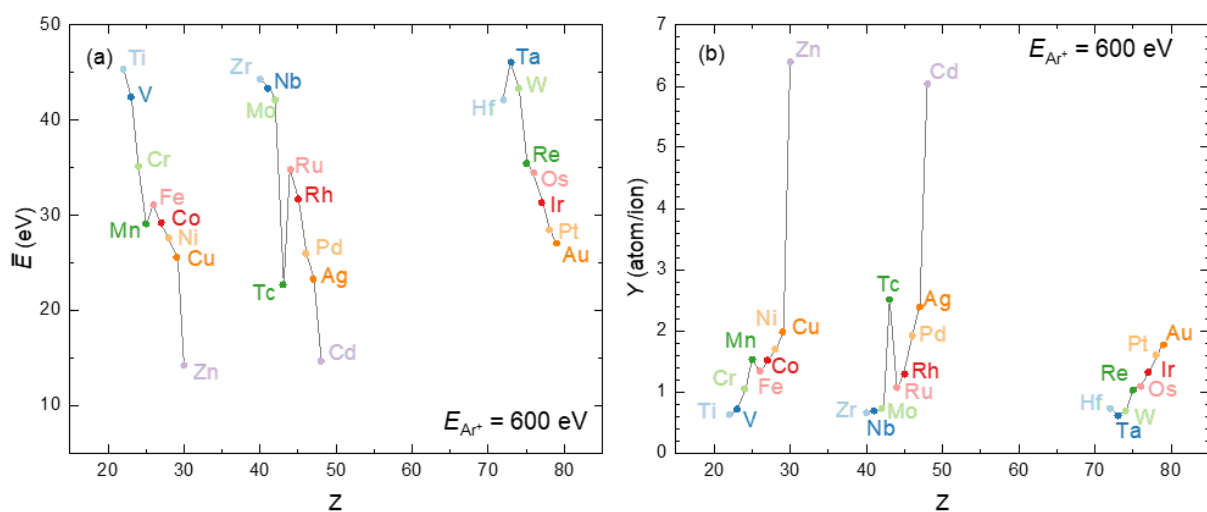 (a)
E̅ (eV)
50
40
30
20
10
20
30
40
50
60
70
80
Z
Ti
V
Cr
Mn
Fe
Co
Ni
Cu
Zn
Zr
Nb
Mo
Tc
Ru
Rh
Pd
Ag
Cd
Hf
Ta
W
Re
Os
Ir
Pt
Au
E_Ar⁺ = 600 eV
(b)
E_Ar⁺ = 600 eV
Y (atom/ion)
7
6
5
4
3
2
1
0
20
30
40
50
60
70
80
Z
Ti
V
Cr
Mn
Fe
Co
Ni
Cu
Zn
Zr
Nb
Mo
Tc
Ru
Rh
Pd
Ag
Cd
Hf
Ta
W
Re
Os
Ir
Pt
Au